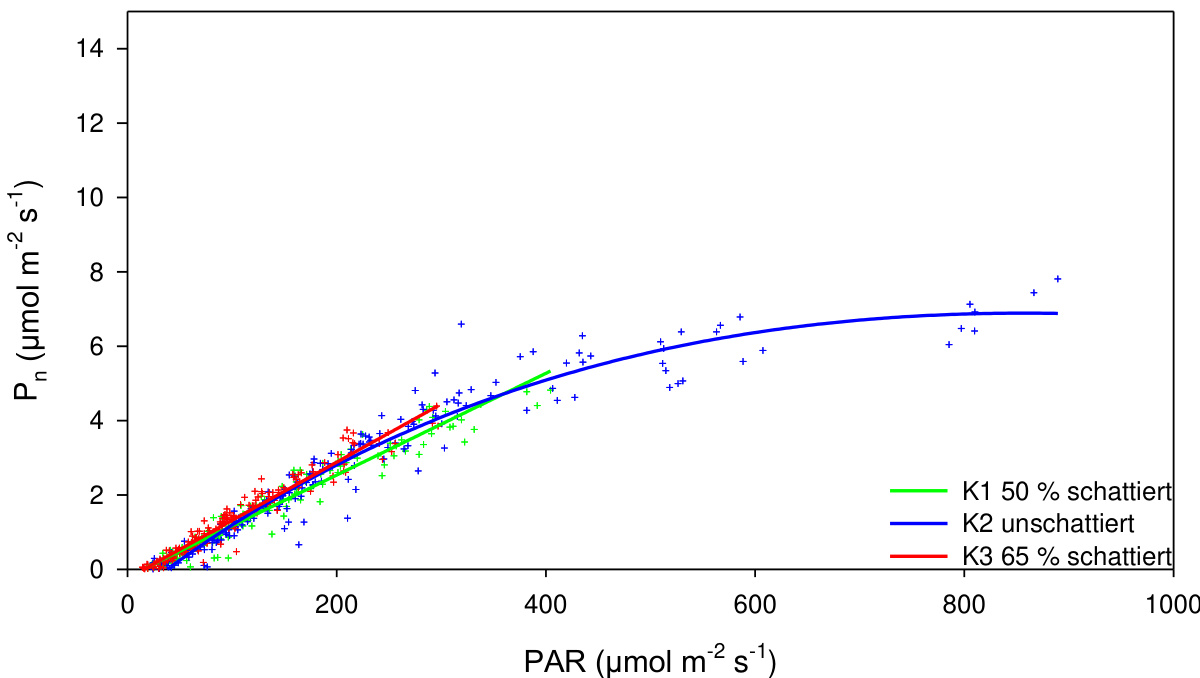 14
12
10
8
6
4
2
0
Pn (µmol m-2 s-1)
K1 50 % schattiert
K2 unschattiert
K3 65 % schattiert
0 200 400 600 800 1000
PAR (µmol m-2 s-1)